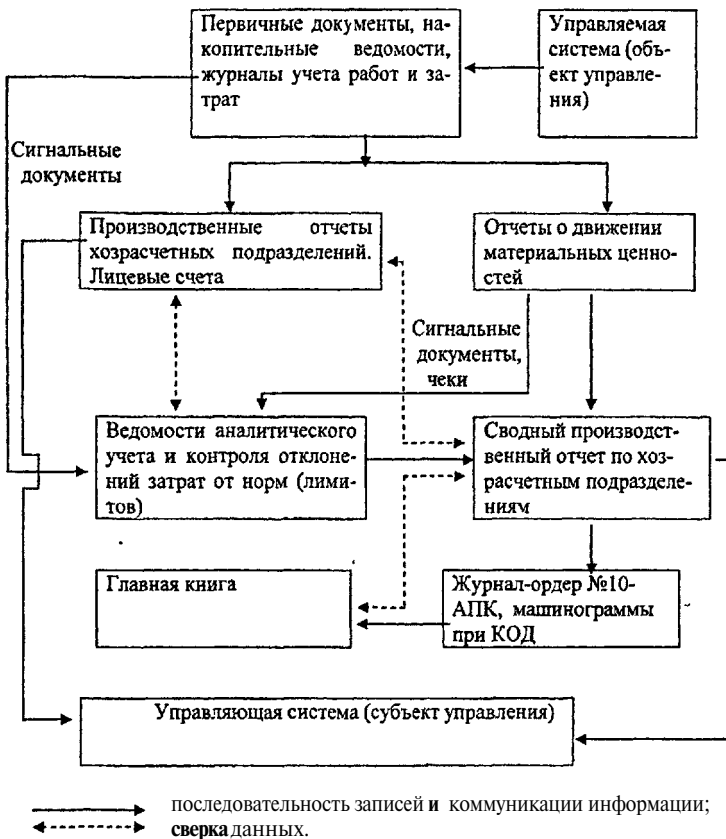 Первичные документы, на-
копительные ведомости,
журналы учета работ и за-
трат
Управляемая
система (объ-
ект управле-
ния)
Сигнальные
документы
Производственные отчеты
хозрасчетных подразделений.
Лицевые счета
Отчеты о движении
материальных ценно-
стей
Сигнальные
документы,
чеки
Ведомости аналитического
учета и контроля отклоне-
ний затрат от норм (лими-
тов)
Сводный производст-
венный отчет по хоз-
расчетным подразделе-
ниям
Главная книга
Журнал-ордер №10-
АПК, машинограммы
при КОД
Управляющая система (субъект управления)
последовательность записей и коммуникации информации;
сверка данных.